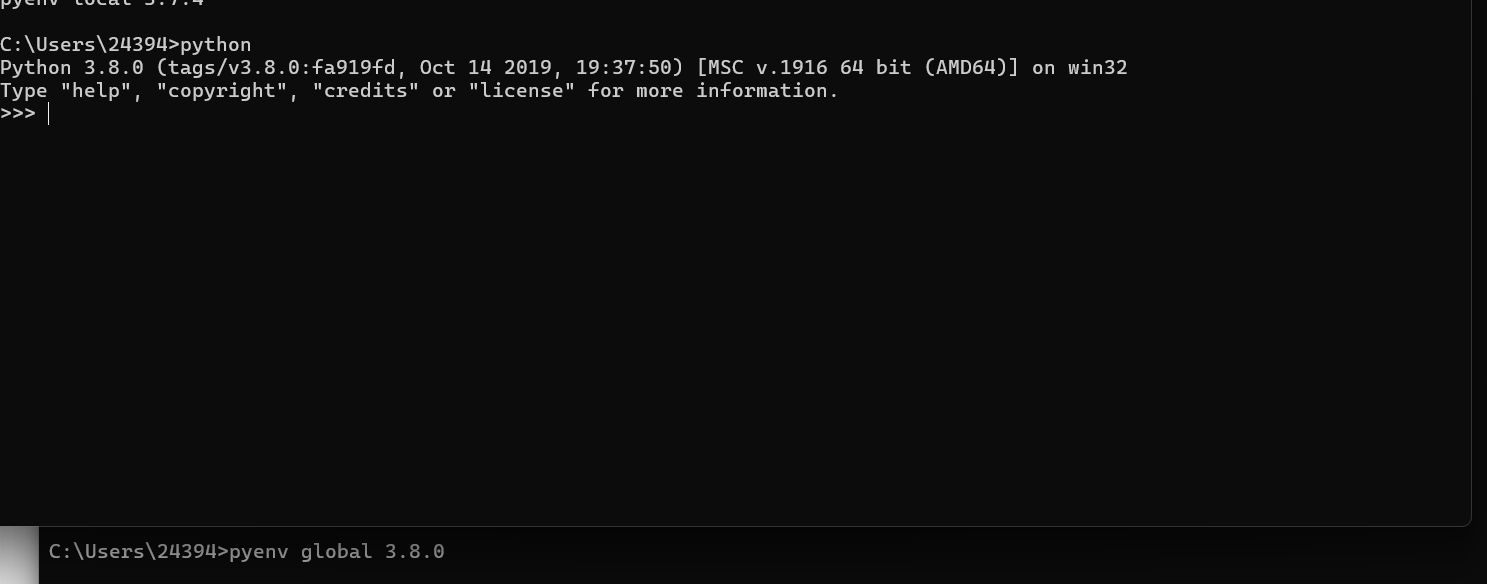 pyenv local 3.7.4
C:\Users\24394>python
Python 3.8.0 (tags/v3.8.0:fa919fd, Oct 14 2019, 19:37:50) [MSC v.1916 64 bit (AMD64)] on win32
Type "help", "copyright", "credits" or "license" for more information.
>>>
C:\Users\24394>pyenv global 3.8.0